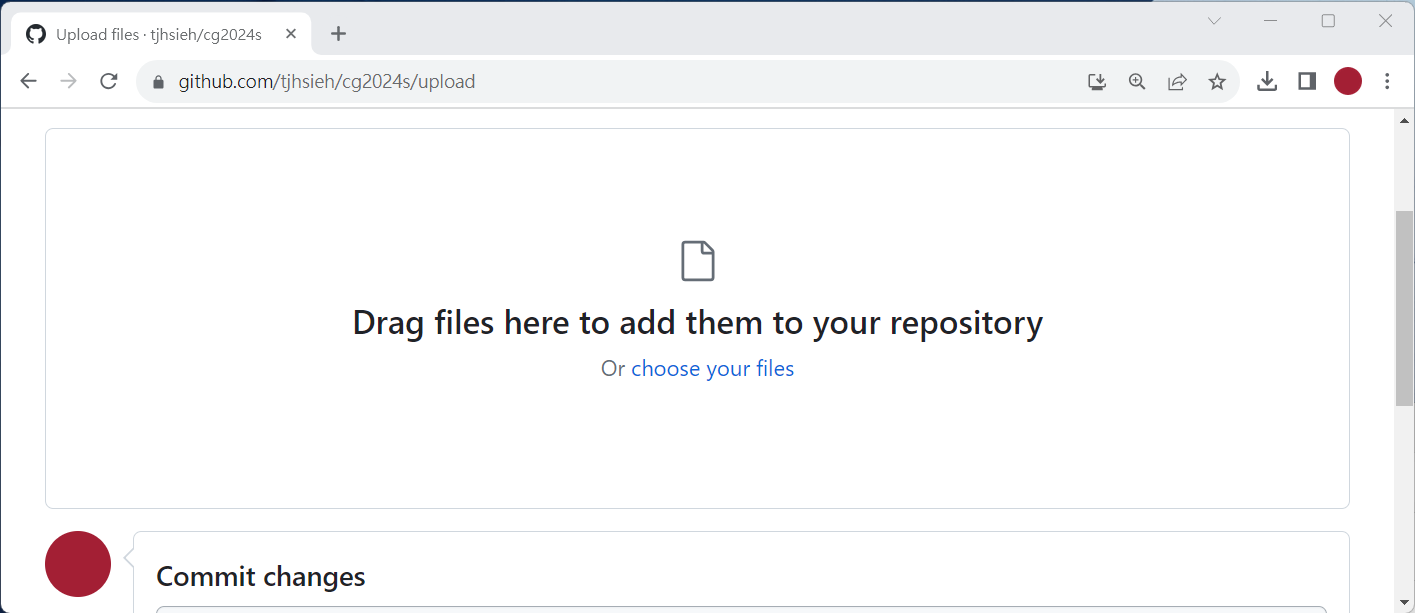 Upload files · tjhsieh/cg2024s
github.com/tjhsieh/cg2024s/upload
Drag files here to add them to your repository
Or choose your files
Commit changes